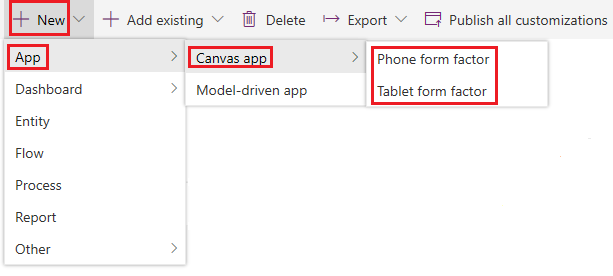 New Add existing Delete Export Publish all customizations
App Canvas app Phone form factor
Dashboard Model-driven app Tablet form factor
Entity
Flow
Process
Report
Other